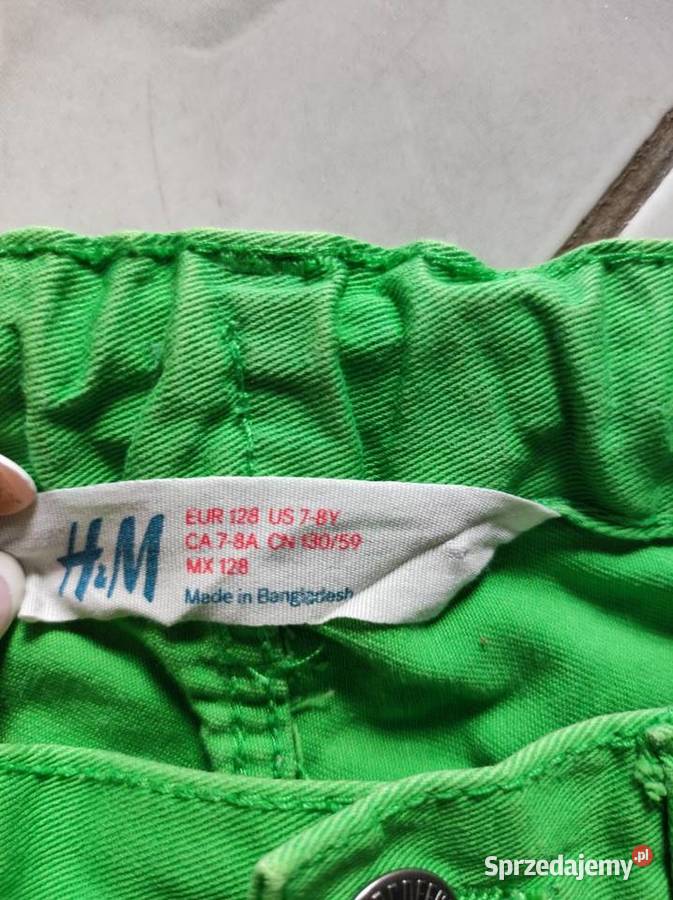 H&M
EUR 128 US 7-8Y
CA 7-8A CN 130/59
MX 128
Made in Bangladesh
Sprzedajemy.pl